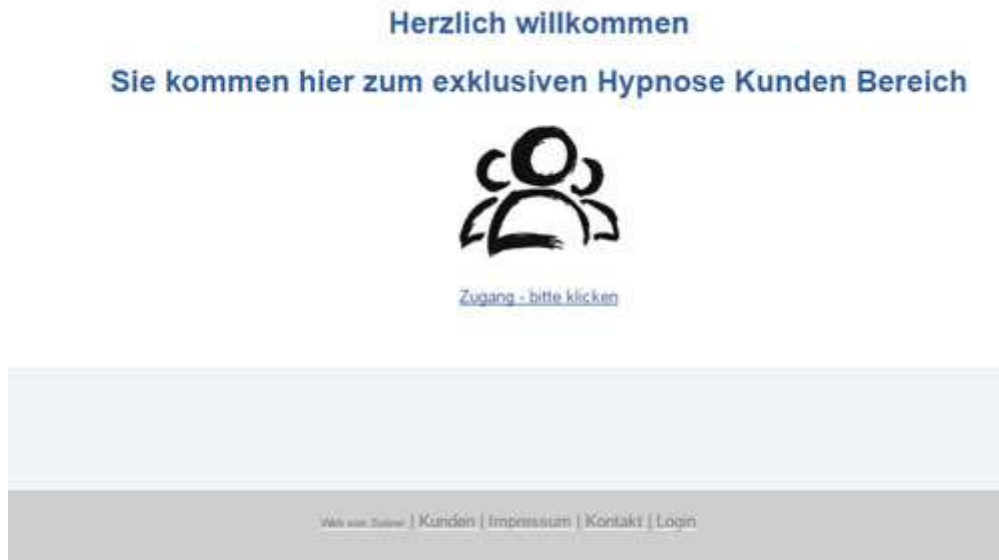 Herzlich willkommen
Sie kommen hier zum exklusiven Hypnose Kunden Bereich
Zugang - bitte klicken
| Kunden | Impressum | Kontakt | Login